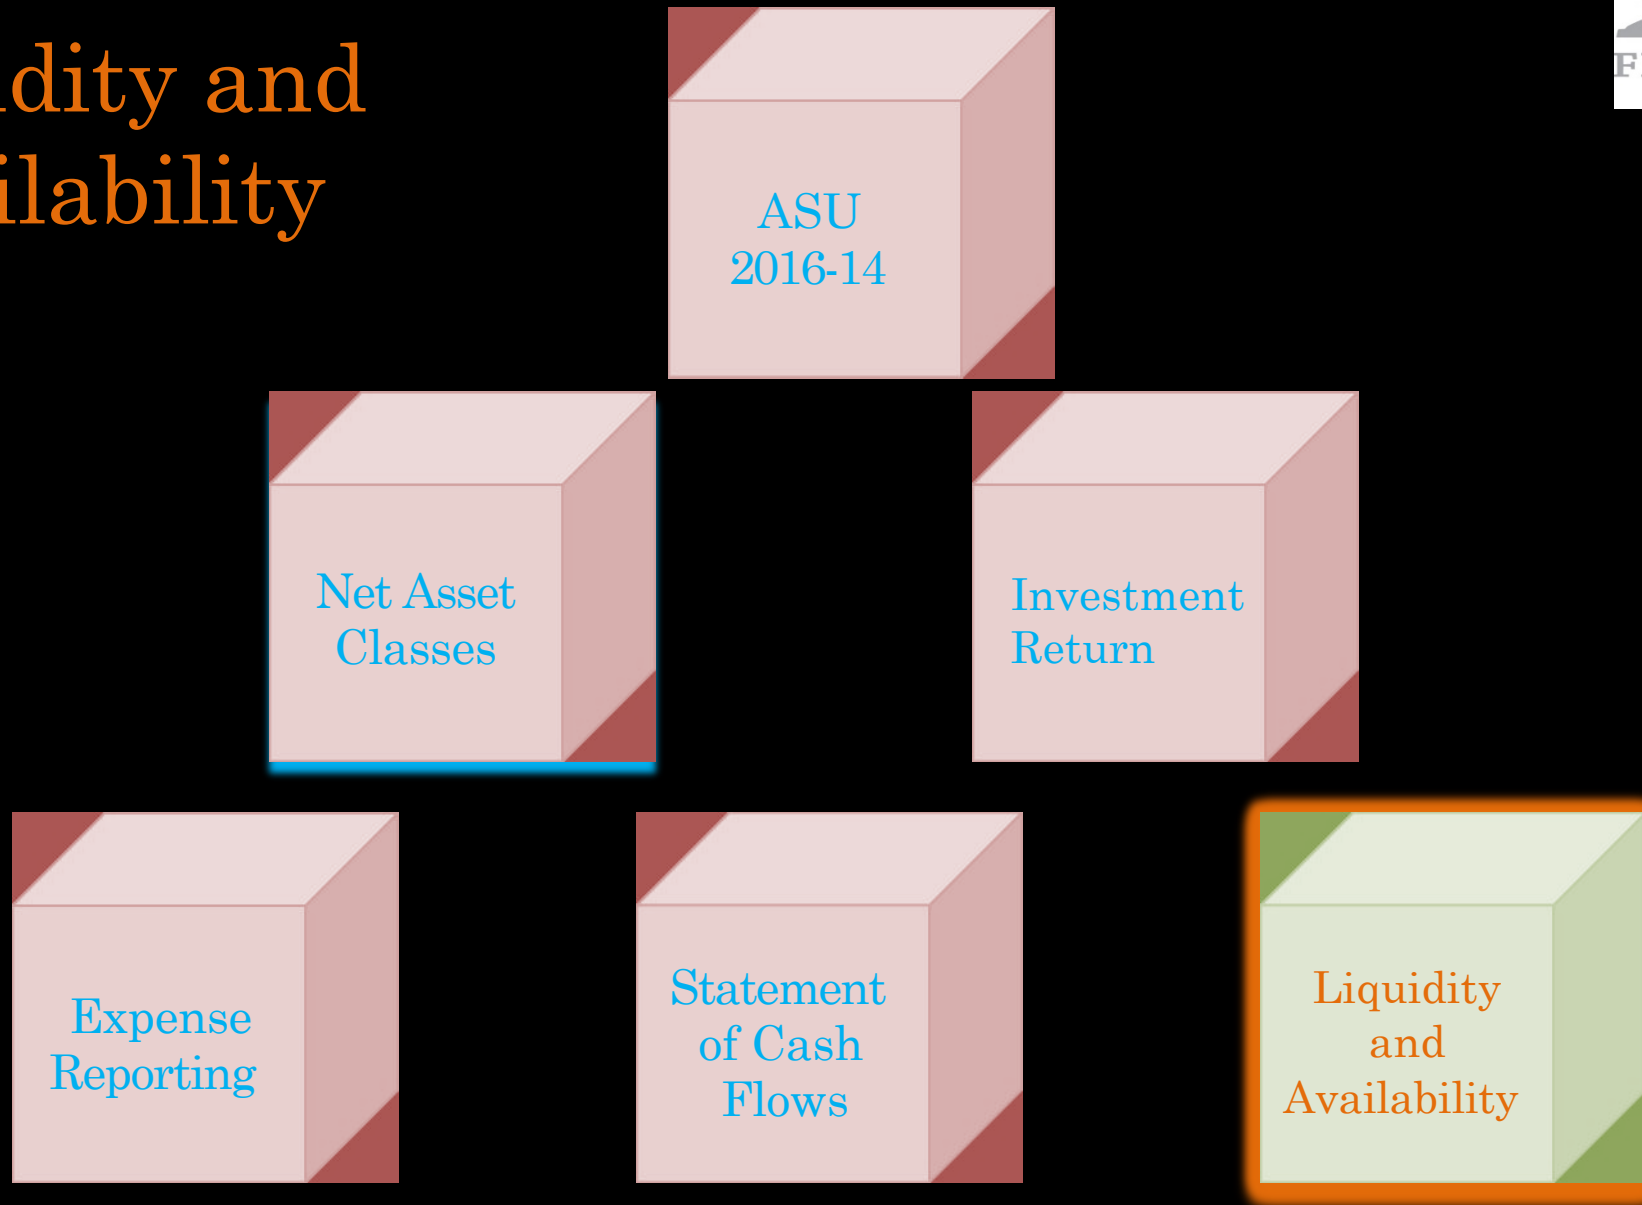 dity and
ilability
ASU
2016-14
Net Asset
Classes
Investment
Return
Expense
Reporting
Statement
of Cash
Flows
Liquidity
and
Availability